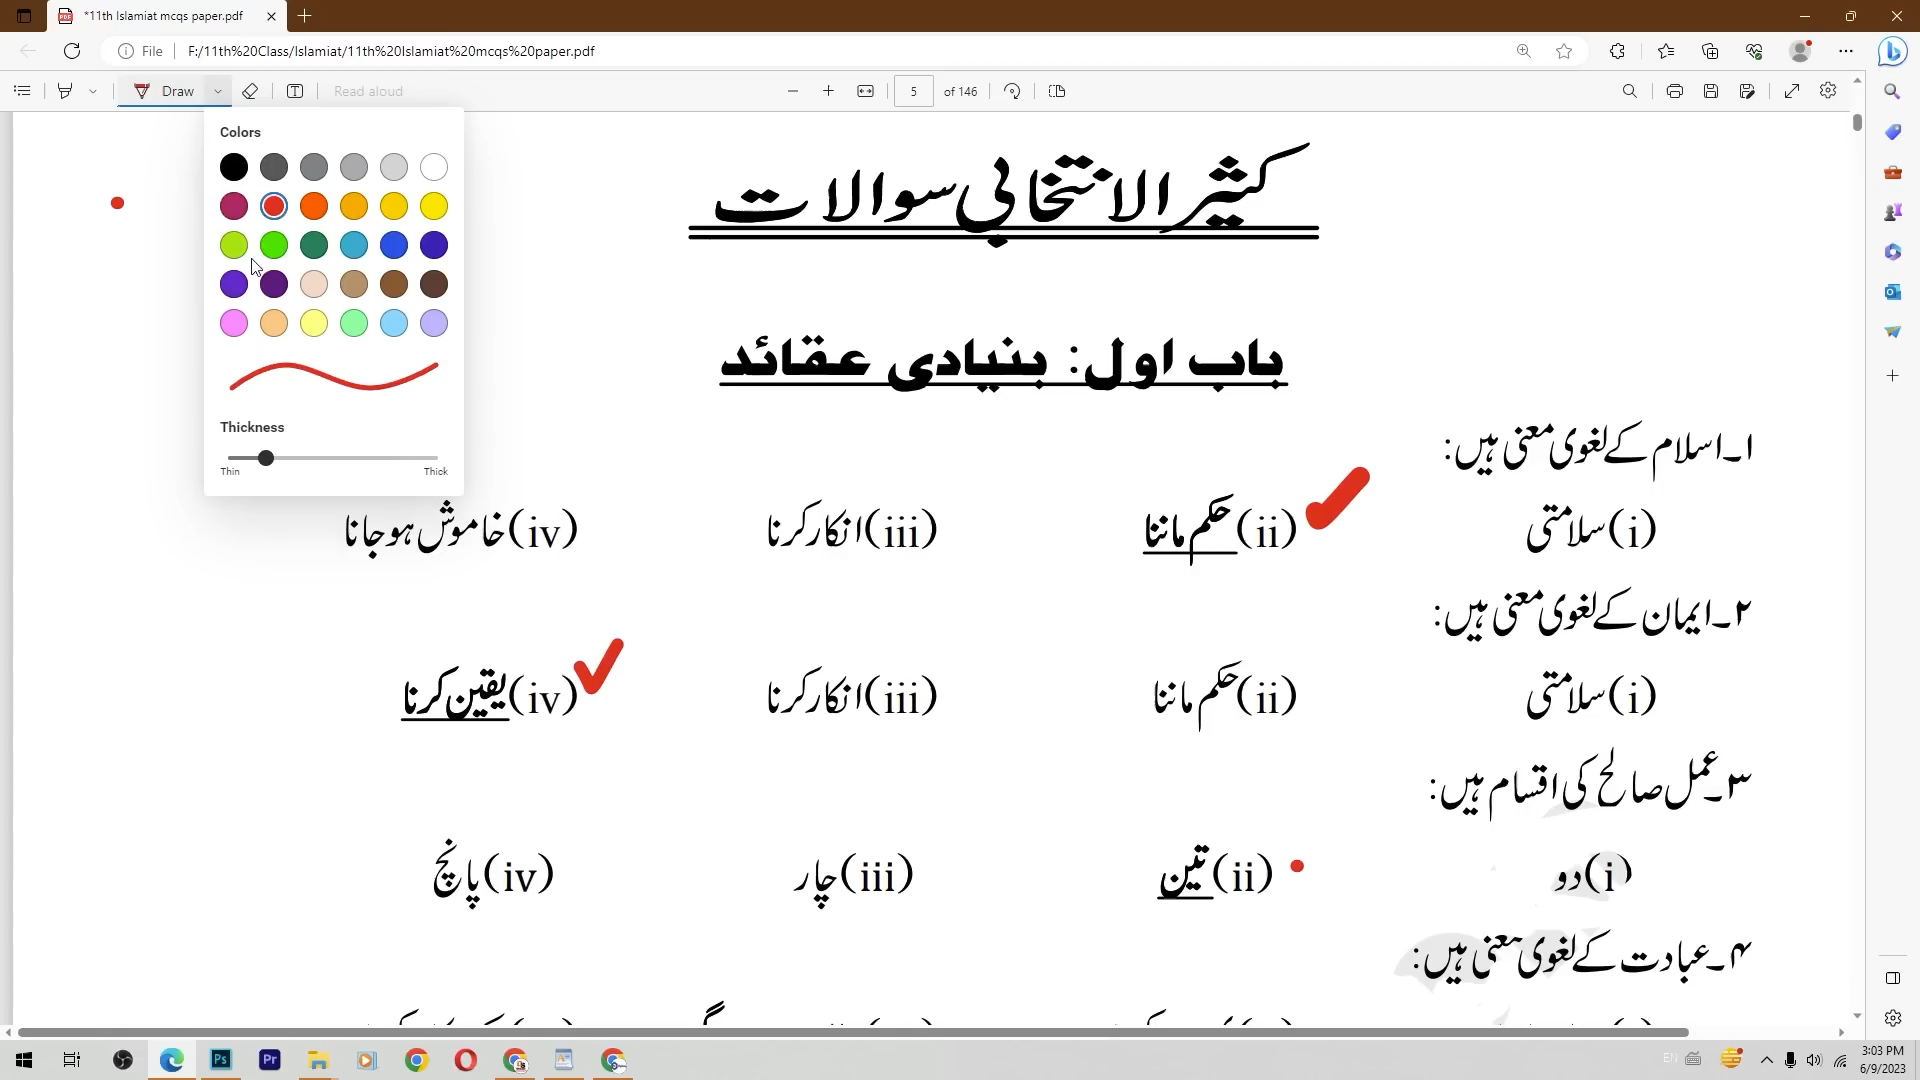 *11th Islamiat mcqs paper.pdf
File
F:/11th%20Class/Islamiat/11th%20Islamiat%20mcqs%20paper.pdf
Draw
Read aloud
5
of 146
Colors
Thickness
Thin
Thick
کثیر الانتخابی سوالات
باب اول: بنیادی عقائد
۱۔اسلام کے لغوی معنی ہیں:
(i)سلامتی (ii)حکم ماننا (iii)انکار کرنا (iv)خاموش ہو جانا
۲۔ایمان کے لغوی معنی ہیں:
(i)سلامتی (ii)حکم ماننا (iii)انکار کرنا (iv)یقین کرنا
۳۔عمل صالح کی اقسام ہیں:
(i)دو (ii)تین (iii)چار (iv)پانچ
۴۔عبادت کے لغوی معنی ہیں:
Ps
Pr
EN
3:03 PM
6/9/2023